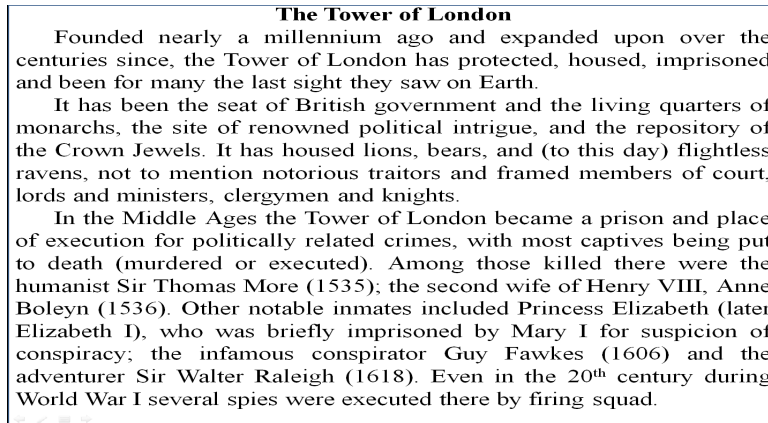 The Tower of London
Founded nearly a millennium ago and expanded upon over the
centuries since, the Tower of London has protected, housed, imprisoned
and been for many the last sight they saw on Earth.
It has been the seat of British government and the living quarters of
monarchs, the site of renowned political intrigue, and the repository of
the Crown Jewels. It has housed lions, bears, and (to this day) flightless
ravens, not to mention notorious traitors and framed members of court,
lords and ministers, clergymen and knights.
In the Middle Ages the Tower of London became a prison and place
of execution for politically related crimes, with most captives being put
to death (murdered or executed). Among those killed there were the
humanist Sir Thomas More (1535); the second wife of Henry VIII, Anne
Boleyn (1536). Other notable inmates included Princess Elizabeth (later
Elizabeth I), who was briefly imprisoned by Mary I for suspicion of
conspiracy; the infamous conspirator Guy Fawkes (1606) and the
adventurer Sir Walter Raleigh (1618). Even in the 20th century during
World War I several spies were executed there by firing squad.